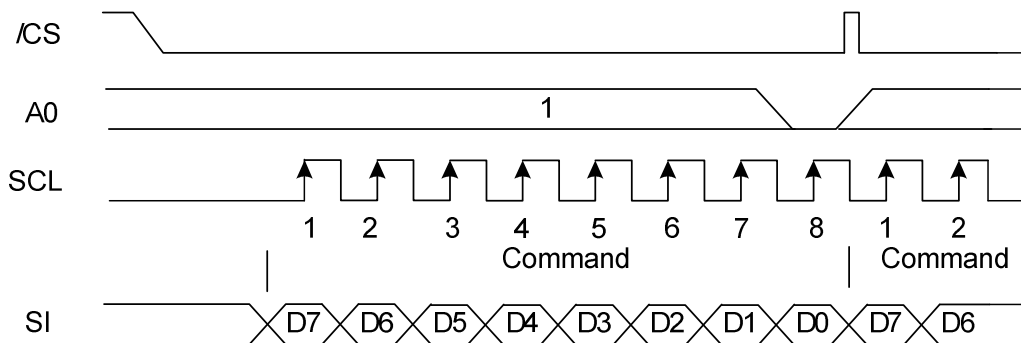 /CS
A0
1
SCL
1 2 3 4 5 6 7 8 1 2
Command Command
SI
D7 D6 D5 D4 D3 D2 D1 D0 D7 D6